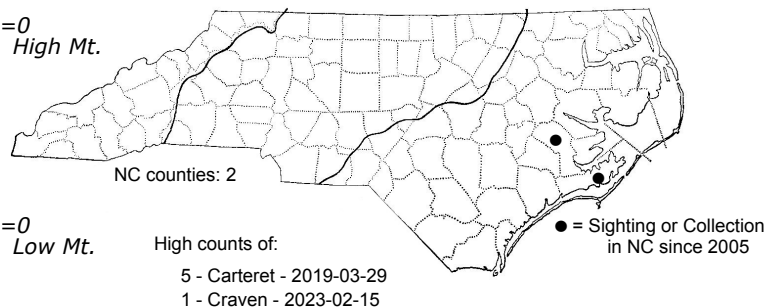 =0
High Mt.
NC counties: 2
=0
Low Mt.
High counts of:
5 - Carteret - 2019-03-29
1 - Craven - 2023-02-15
● = Sighting or Collection
in NC since 2005